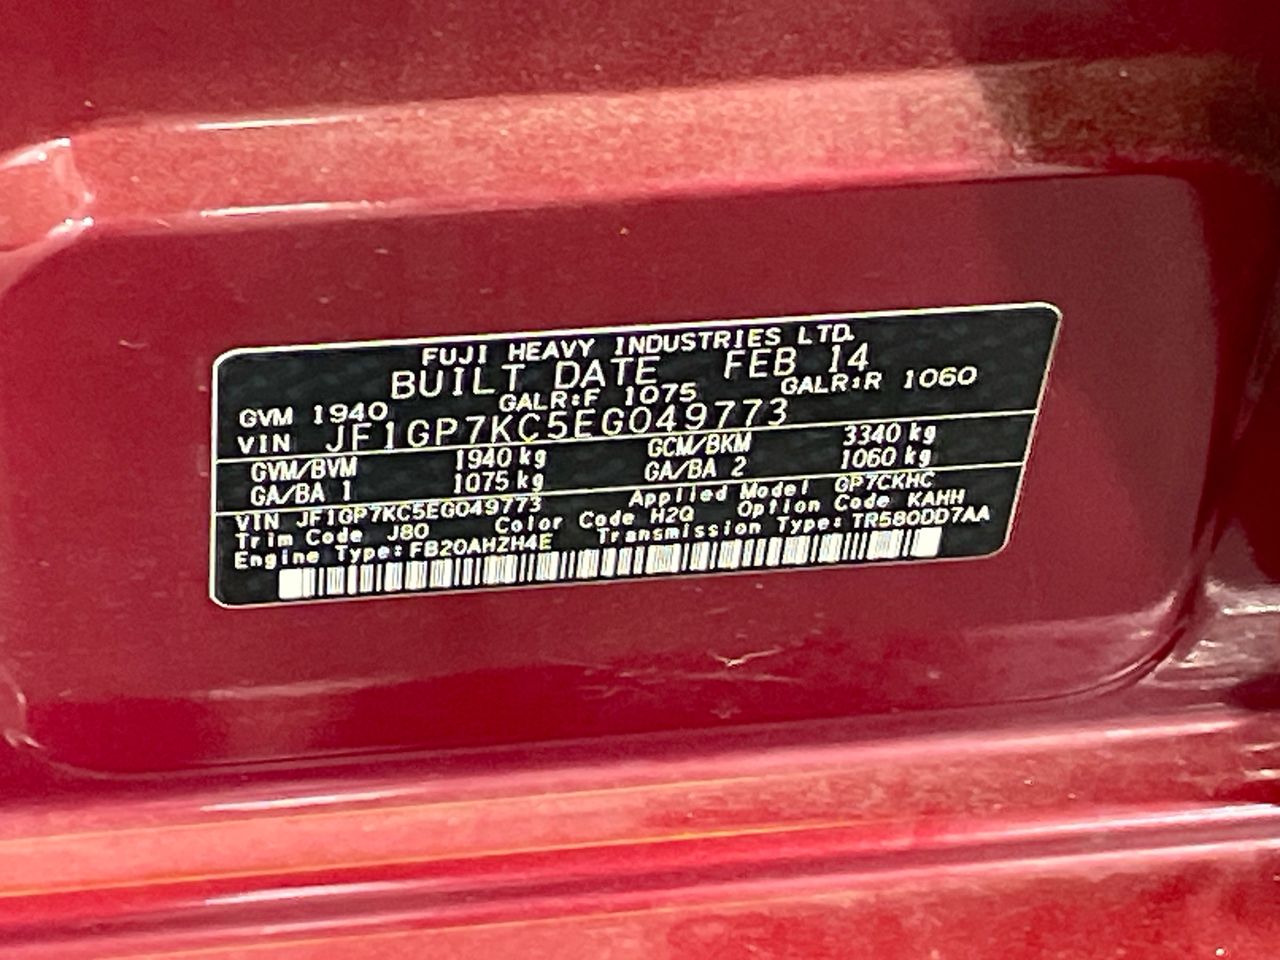 FUJI HEAVY INDUSTRIES LTD.
BUILT DATE FEB 14
GVM 1940 GALR:F 1075 GALR:R 1060
VIN JF1GP7KC5EG049773
GVM/BVM 1940 kg GCM/BKM 3340 kg
GA/BA 1 1075 kg GA/BA 2 1060 kg
VIN JF1GP7KC5EG049773 Applied Model GP7CKHC
Trim Code J80 Color Code H2Q Option Code KAHH
Engine Type: FB20AHZH4E Transmission Type: TR580DD7AA